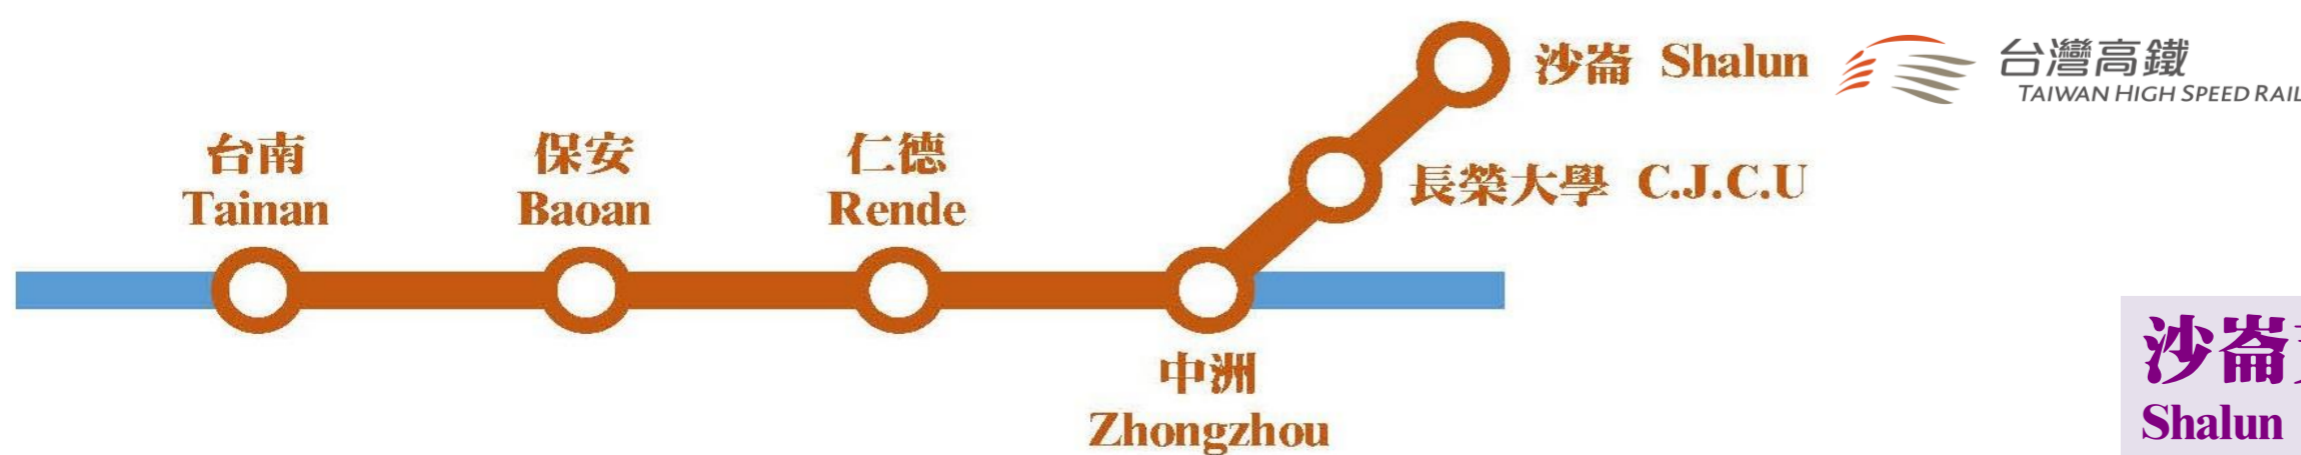 沙崙 Shalun
台灣高鐵
TAIWAN HIGH SPEED RAIL
台南
Tainan
保安
Baoan
仁德
Rende
長榮大學 C.J.C.U
中洲
Zhongzhou
沙崙
Shalun